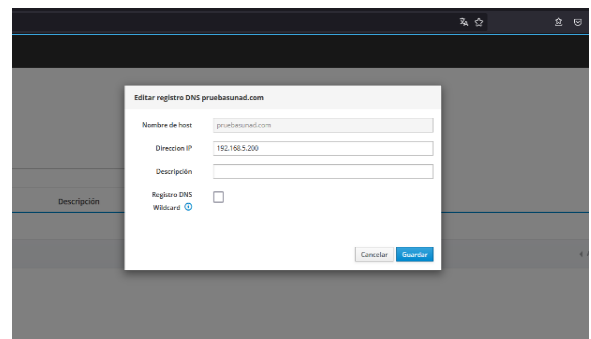 Editar registro DNS pruebasunad.com
Nombre de host
pruebasunad.com
Direccion IP
192.168.5.200
Descripción
Registro DNS
Wildcard
Descripción
Cancelar
Guardar